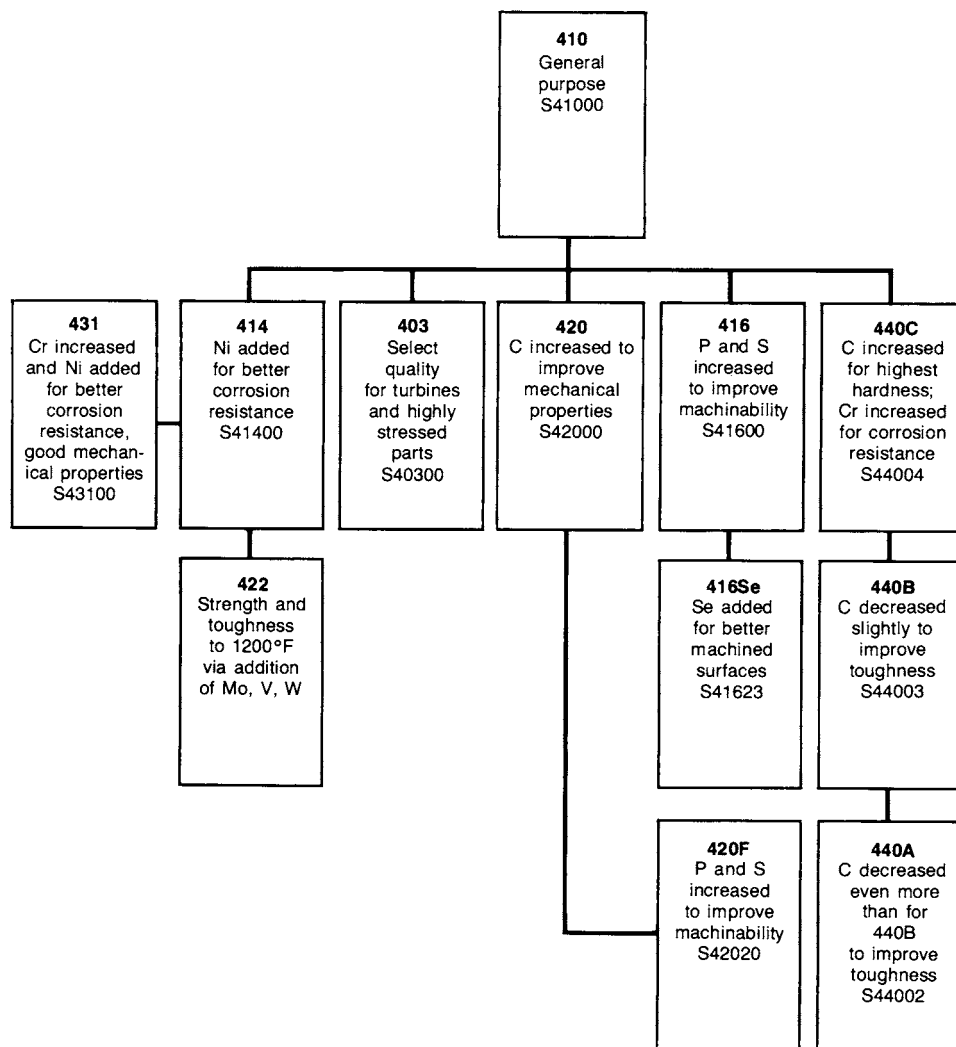 410
General
purpose
S41000
431
Cr increased
and Ni added
for better
corrosion
resistance,
good mechan-
ical properties
S43100
414
Ni added
for better
corrosion
resistance
S41400
403
Select
quality
for turbines
and highly
stressed
parts
S40300
420
C increased to
improve
mechanical
properties
S42000
416
P and S
increased
to improve
machinability
S41600
440C
C increased
for highest
hardness;
Cr increased
for corrosion
resistance
S44004
422
Strength and
toughness
to 1200°F
via addition
of Mo, V, W
416Se
Se added
for better
machined
surfaces
S41623
440B
C decreased
slightly to
improve
toughness
S44003
420F
P and S
increased
to improve
machinability
S42020
440A
C decreased
even more
than for
440B
to improve
toughness
S44002